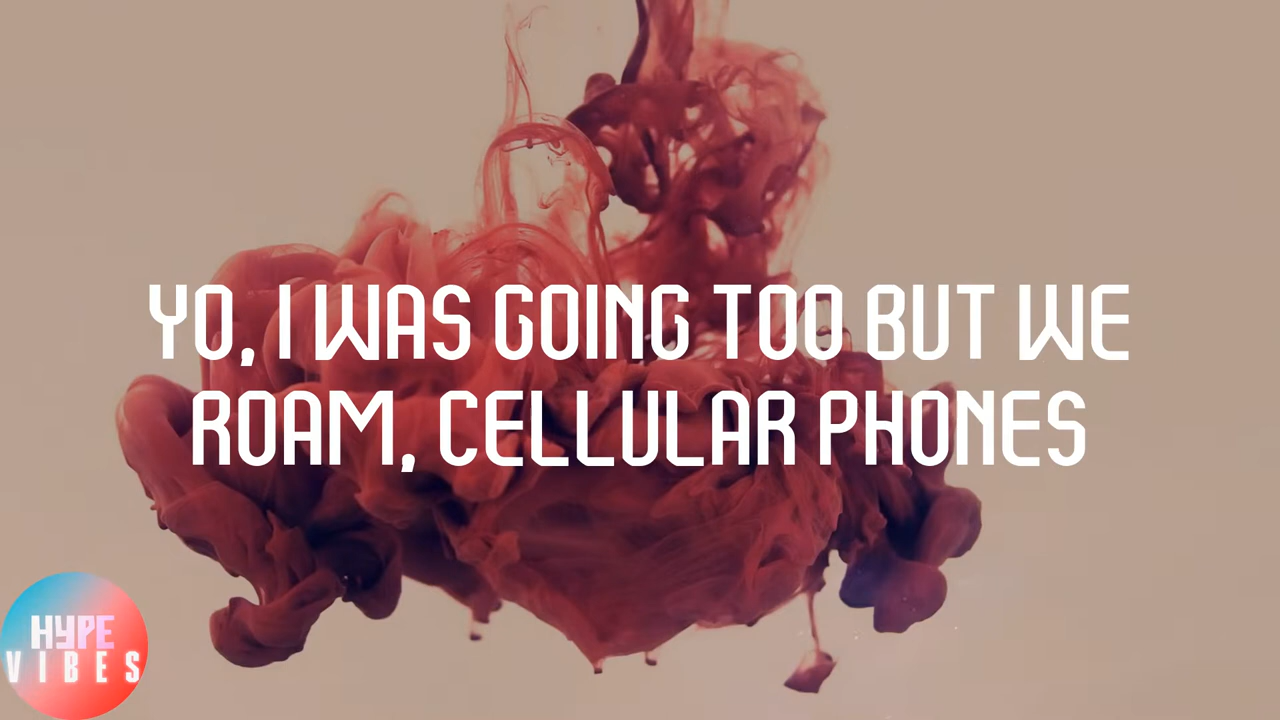 YO, I WAS GOING TOO BUT WE
ROAM, CELLULAR PHONES
HYPE
VIBES